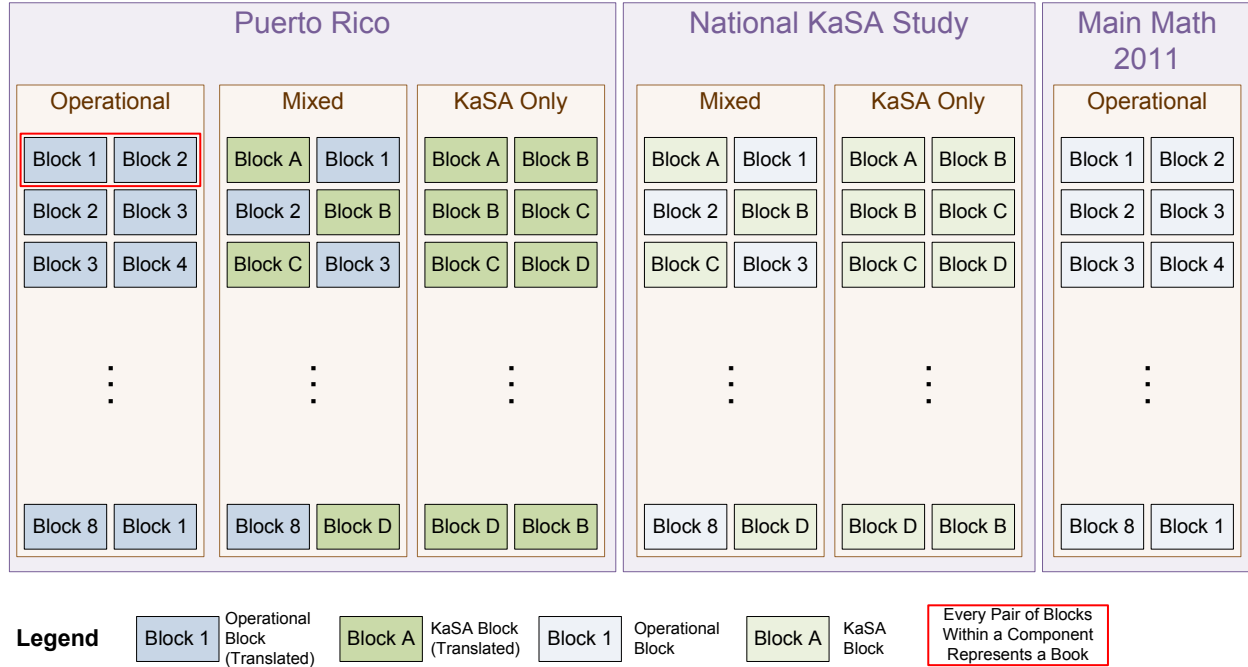 Puerto Rico
National KaSA Study
Main Math
2011
Operational
Mixed
KaSA Only
Mixed
KaSA Only
Operational
Block 1 Block 2 Block A Block 1 Block A Block B Block A Block 1 Block A Block B Block 1 Block 2
Block 2 Block 3 Block 2 Block B Block B Block C Block 2 Block B Block B Block C Block 2 Block 3
Block 3 Block 4 Block C Block 3 Block C Block D Block C Block 3 Block C Block D Block 3 Block 4
Block 8 Block 1 Block 8 Block D Block D Block B Block 8 Block D Block D Block B Block 8 Block 1
Legend
Block 1
Operational
Block
(Translated)
Block A
KaSA Block
(Translated)
Block 1
Operational
Block
Block A
KaSA
Block
Every Pair of Blocks
Within a Component
Represents a Book